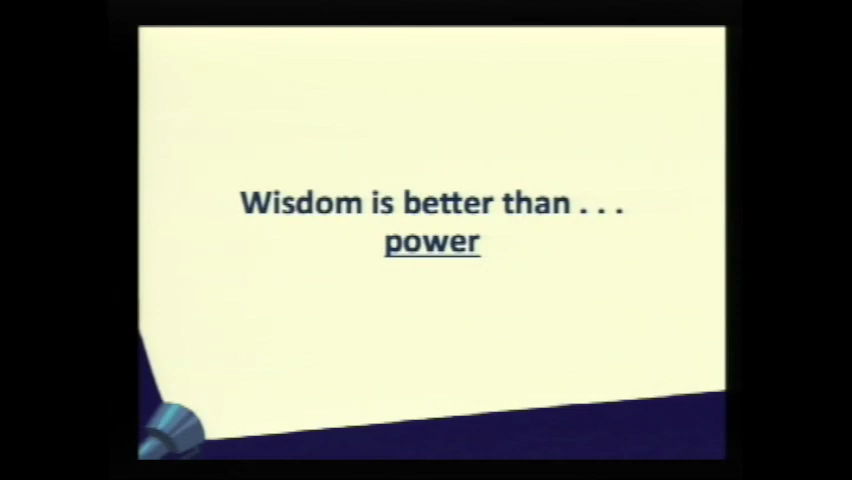 Wisdom is better than . . .
power